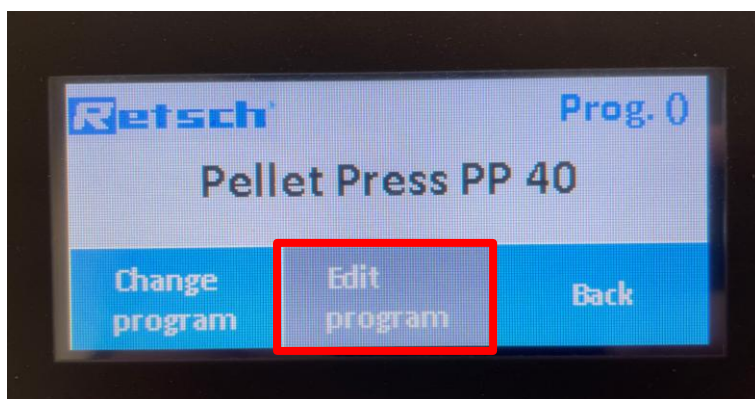 Retsch
Prog. 0
Pellet Press PP 40
Change
program
Edit
program
Back